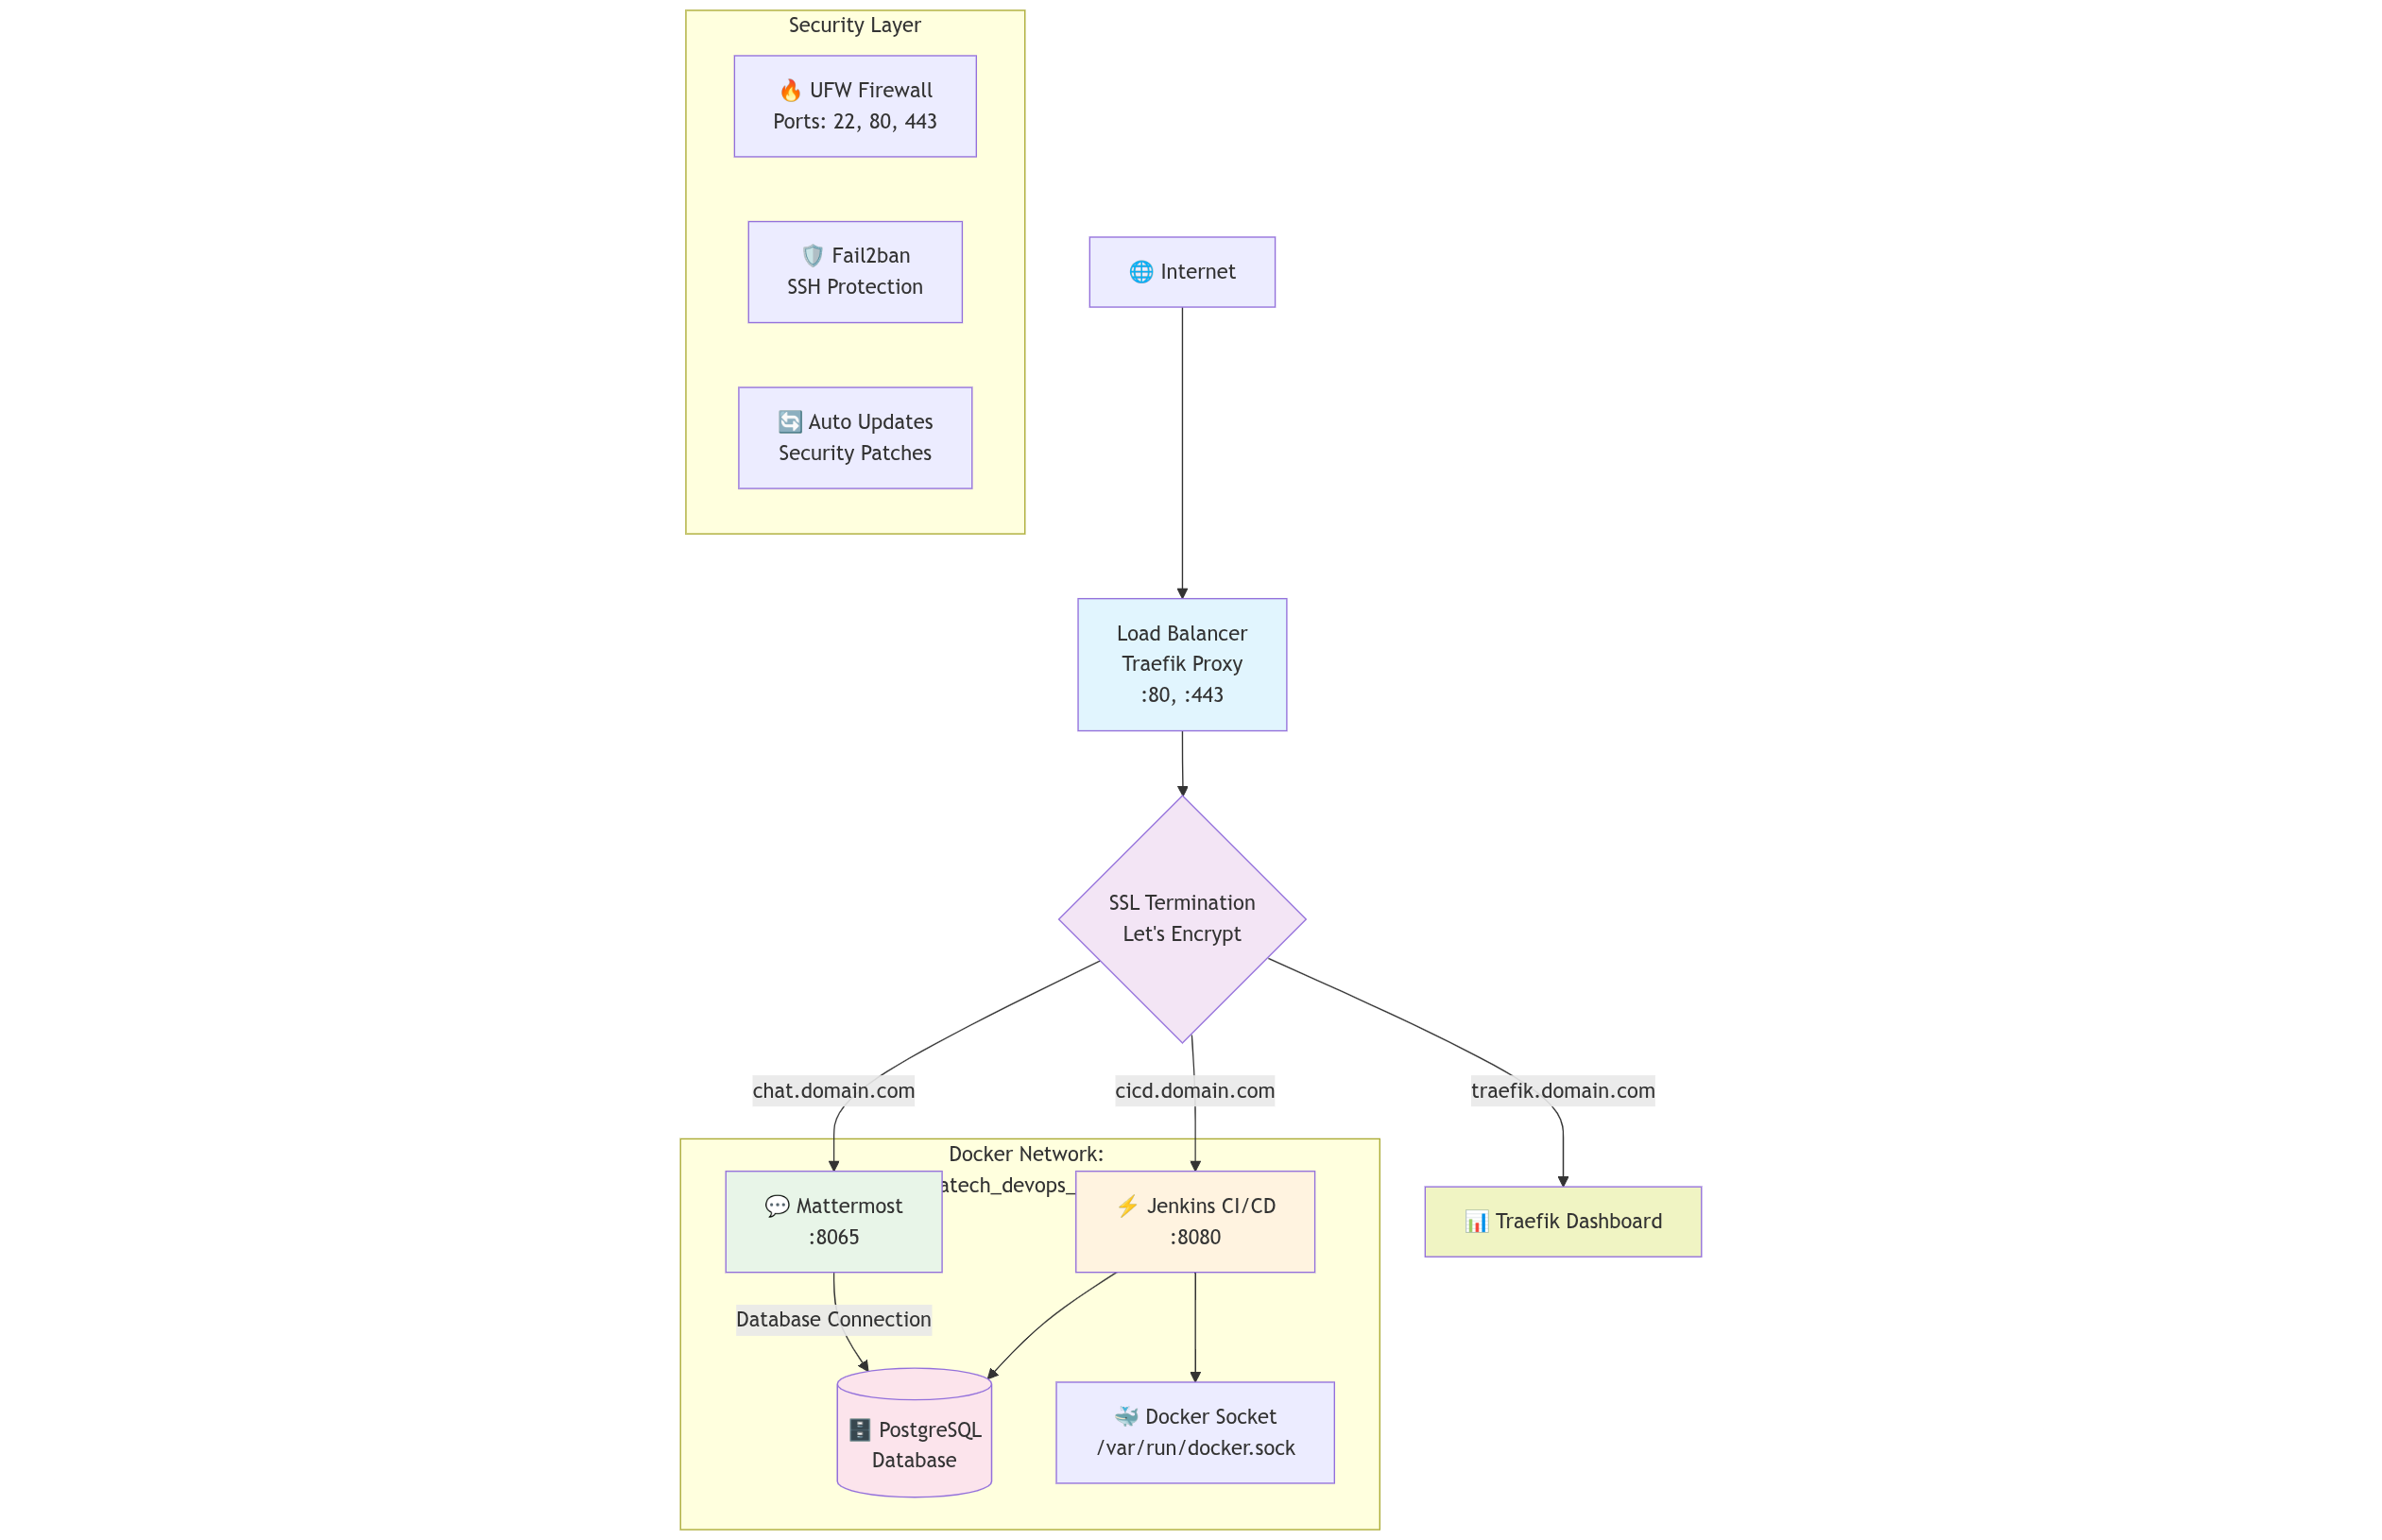 Security Layer
🔥 UFW Firewall
Ports: 22, 80, 443
🛡️ Fail2ban
SSH Protection
🔄 Auto Updates
Security Patches
🌐 Internet
Load Balancer
Traefik Proxy
:80, :443
SSL Termination
Let's Encrypt
chat.domain.com
cicd.domain.com
traefik.domain.com
Docker Network:
atech_devops_
💬 Mattermost
:8065
⚡ Jenkins CI/CD
:8080
📊 Traefik Dashboard
Database Connection
🗄️ PostgreSQL
Database
🐳 Docker Socket
/var/run/docker.sock